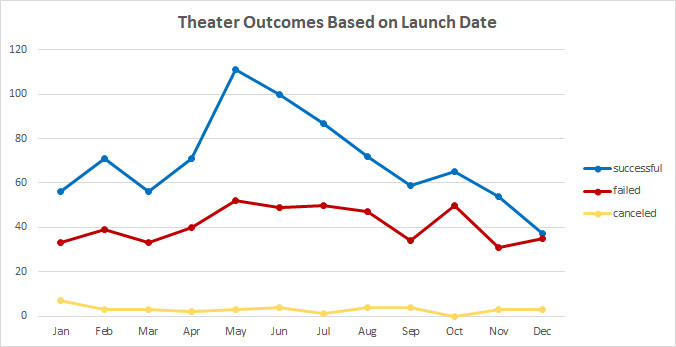 Theater Outcomes Based on Launch Date
120
100
80
60
40
20
0
Jan Feb Mar Apr May Jun Jul Aug Sep Oct Nov Dec
successful
failed
canceled